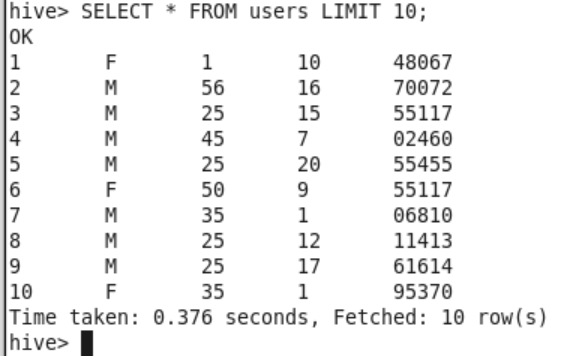 hive> SELECT * FROM users LIMIT 10;
OK
1 F 1 10 48067
2 M 56 16 70072
3 M 25 15 55117
4 M 45 7 02460
5 M 25 20 55455
6 F 50 9 55117
7 M 35 1 06810
8 M 25 12 11413
9 M 25 17 61614
10 F 35 1 95370
Time taken: 0.376 seconds, Fetched: 10 row(s)
hive>